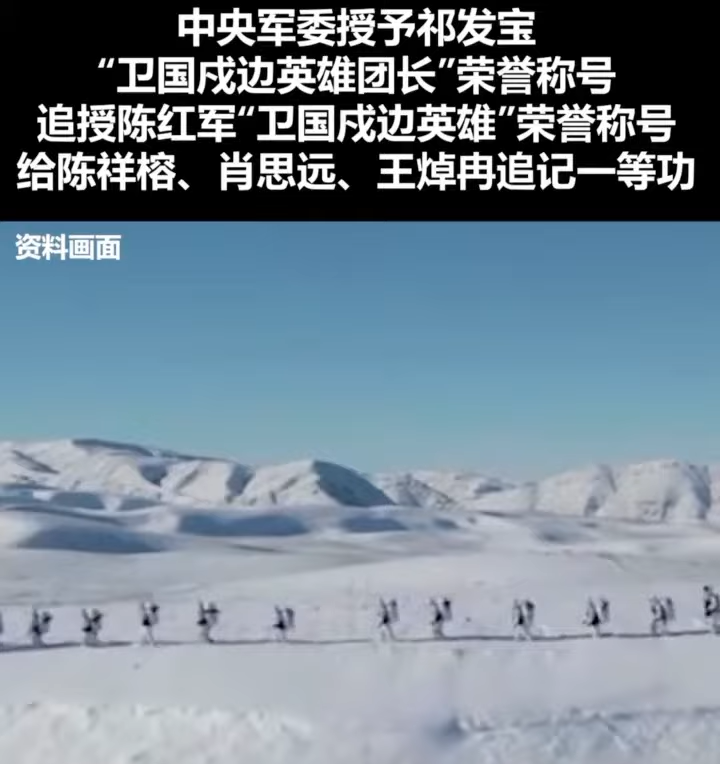 中央军委授予祁发宝
“卫国戍边英雄团长”荣誉称号
追授陈红军“卫国戍边英雄”荣誉称号
给陈祥榕、肖思远、王焯冉追记一等功
资料画面